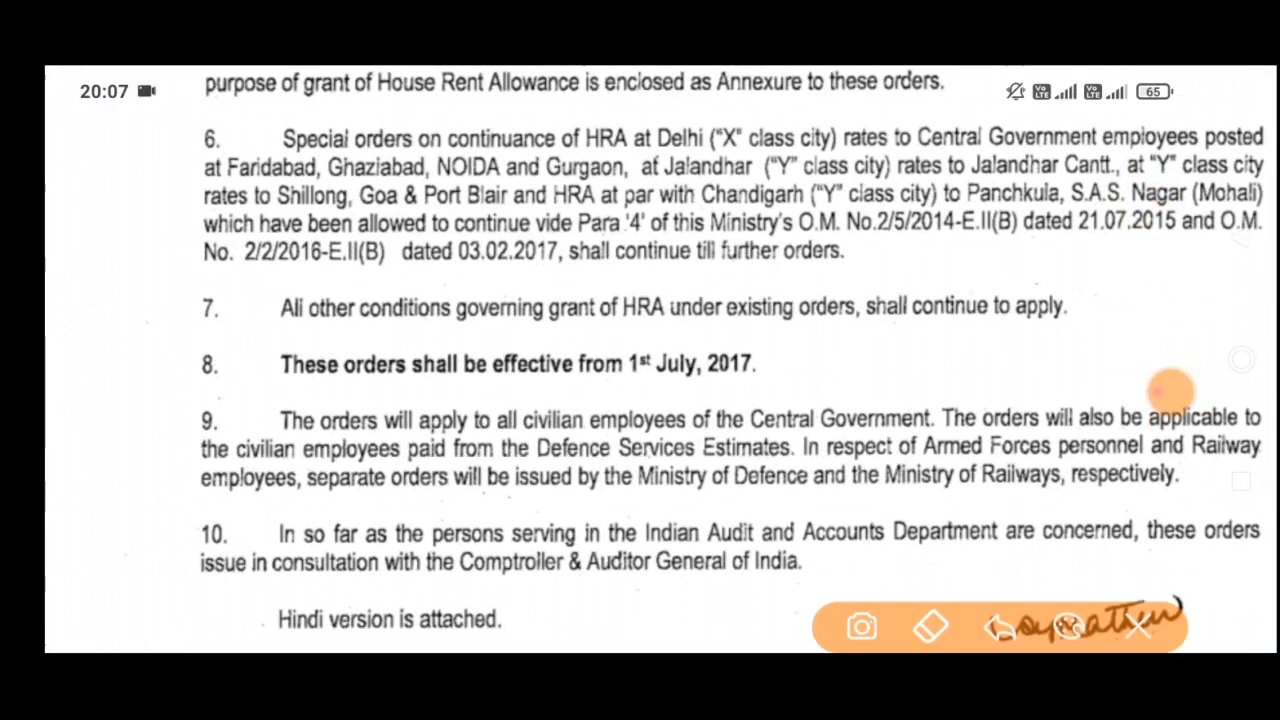 purpose of grant of House Rent Allowance is enclosed as Annexure to these orders.
20:07
Vo LTE Vo LTE 65
6. Special orders on continuance of HRA at Delhi ("X" class city) rates to Central Government employees posted
at Faridabad, Ghaziabad, NOIDA and Gurgaon, at Jalandhar ("Y" class city) rates to Jalandhar Cantt., at "Y" class city
rates to Shillong, Goa & Port Blair and HRA at par with Chandigarh ("Y" class city) to Panchkula, S.A.S. Nagar (Mohali)
which have been allowed to continue vide Para '4' of this Ministry's O.M. No.2/5/2014-E.II(B) dated 21.07.2015 and O.M.
No. 2/2/2016-E.II(B) dated 03.02.2017, shall continue till further orders.
7. All other conditions governing grant of HRA under existing orders, shall continue to apply.
8. These orders shall be effective from 1st July, 2017.
9. The orders will apply to all civilian employees of the Central Government. The orders will also be applicable to
the civilian employees paid from the Defence Services Estimates. In respect of Armed Forces personnel and Railway
employees, separate orders will be issued by the Ministry of Defence and the Ministry of Railways, respectively.
10. In so far as the persons serving in the Indian Audit and Accounts Department are concerned, these orders
issue in consultation with the Comptroller & Auditor General of India.
Hindi version is attached.